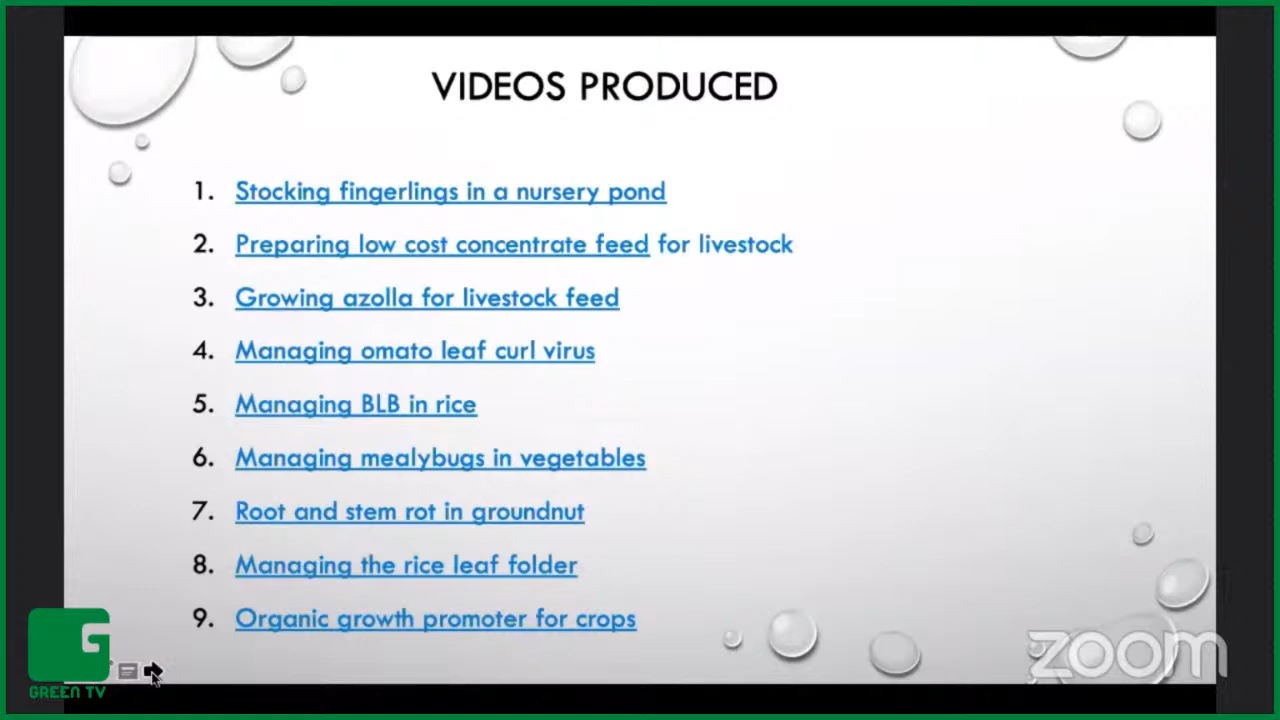 VIDEOS PRODUCED
1. Stocking fingerlings in a nursery pond
2. Preparing low cost concentrate feed for livestock
3. Growing azolla for livestock feed
4. Managing omato leaf curl virus
5. Managing BLB in rice
6. Managing mealybugs in vegetables
7. Root and stem rot in groundnut
8. Managing the rice leaf folder
9. Organic growth promoter for crops
G
GREEN TV
zoom